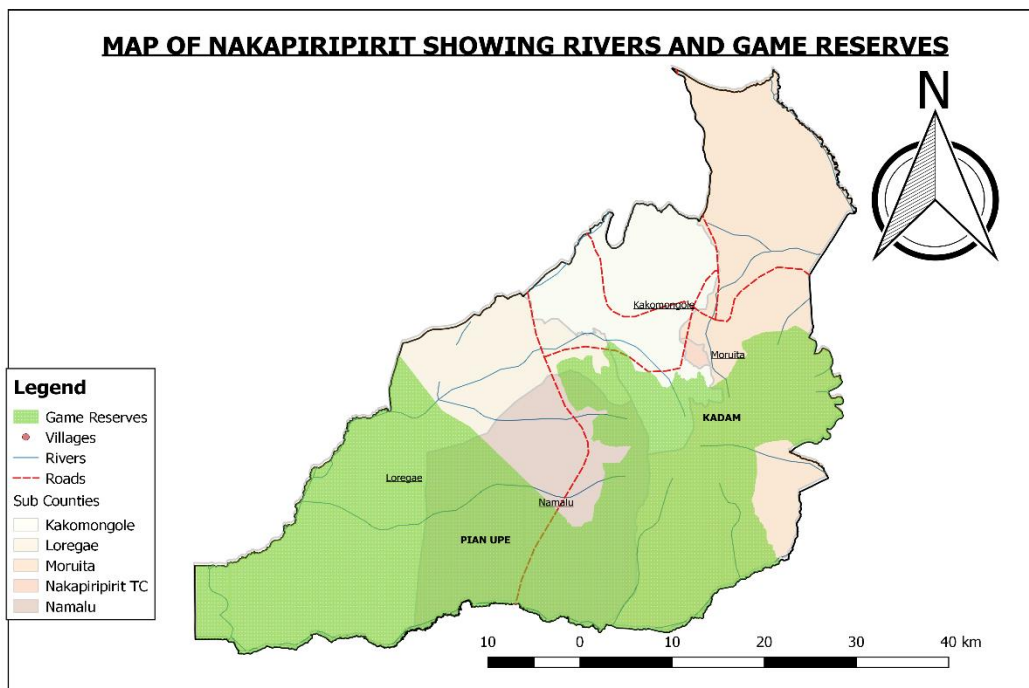 MAP OF NAKAPIRIPIRIT SHOWING RIVERS AND GAME RESERVES
N
Kakomongole
Moruita
KADAM
Loregae
Namalu
PIAN UPE
Legend
Game Reserves
Villages
Rivers
Roads
Sub Counties
Kakomongole
Loregae
Moruita
Nakapiripirit TC
Namalu
10 0 10 20 30 40 km